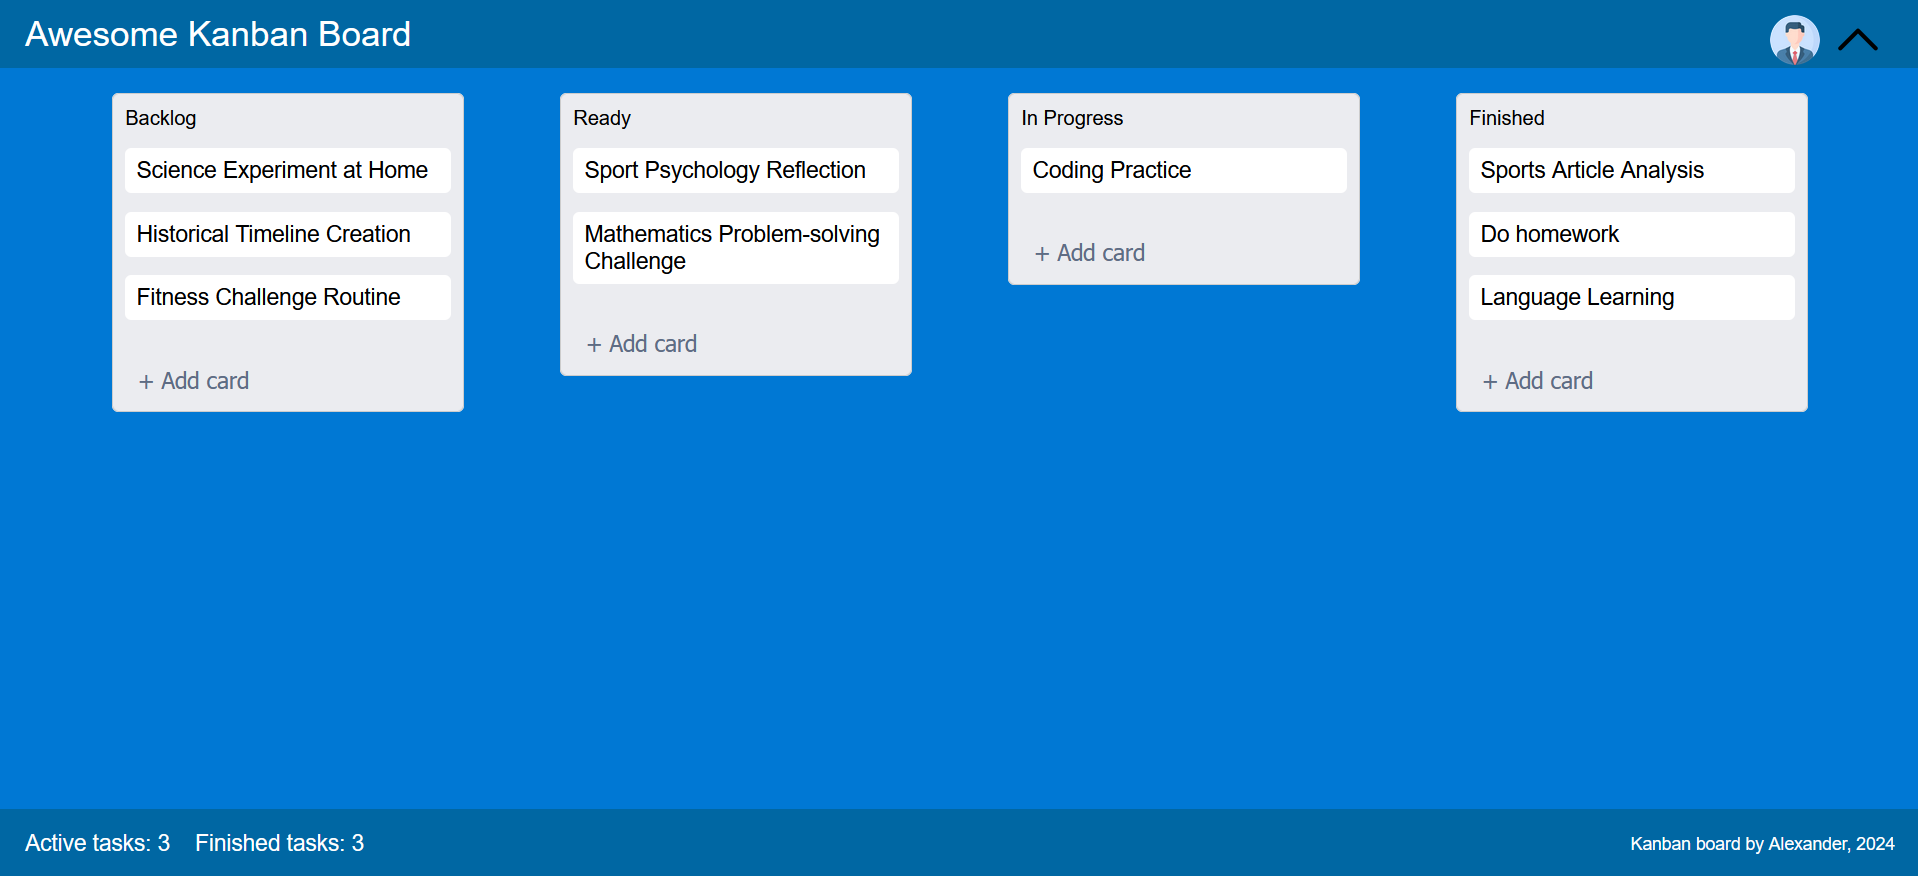 Awesome Kanban Board
Backlog
Science Experiment at Home
Historical Timeline Creation
Fitness Challenge Routine
+ Add card
Ready
Sport Psychology Reflection
Mathematics Problem-solving
Challenge
+ Add card
In Progress
Coding Practice
+ Add card
Finished
Sports Article Analysis
Do homework
Language Learning
+ Add card
Active tasks: 3
Finished tasks: 3
Kanban board by Alexander, 2024